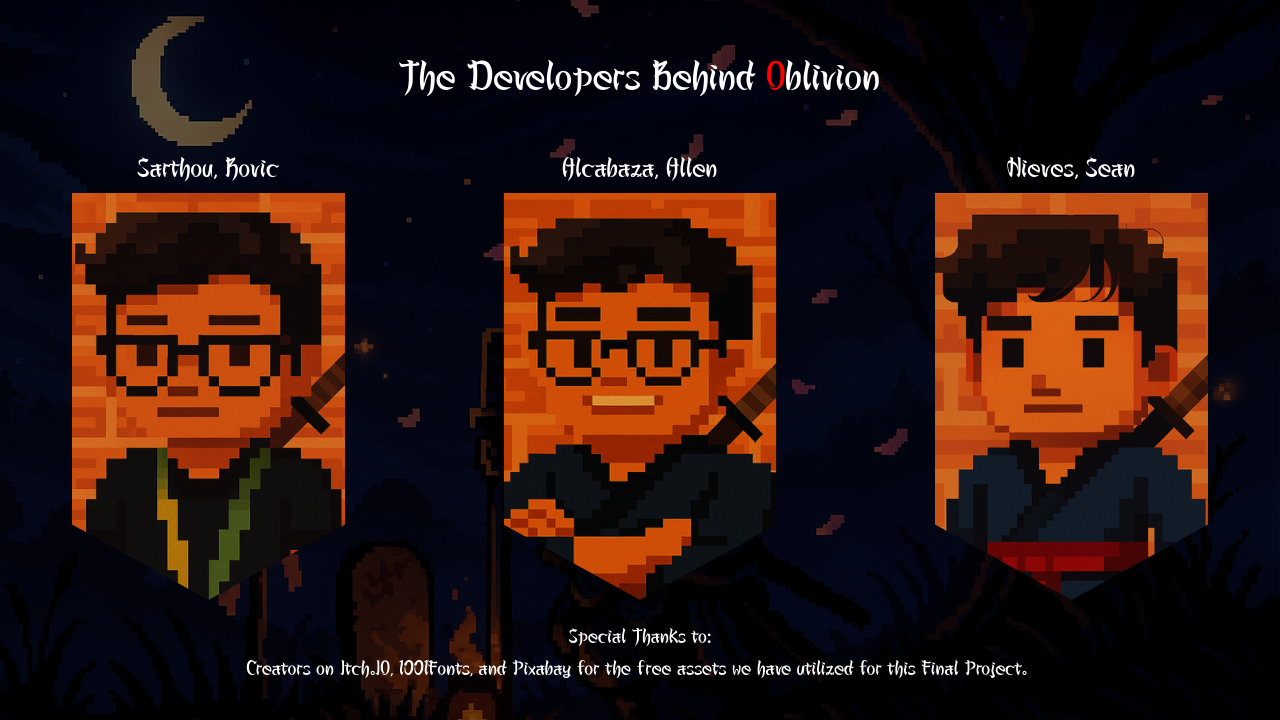 The Developers Behind Oblivion
Sarthou, Rovic
Alcabaza, Allen
Nieves, Sean
Special Thanks to:
Creators on Itch.IO, 1001Fonts, and Pixabay for the free assets we have utilized for this Final Project.